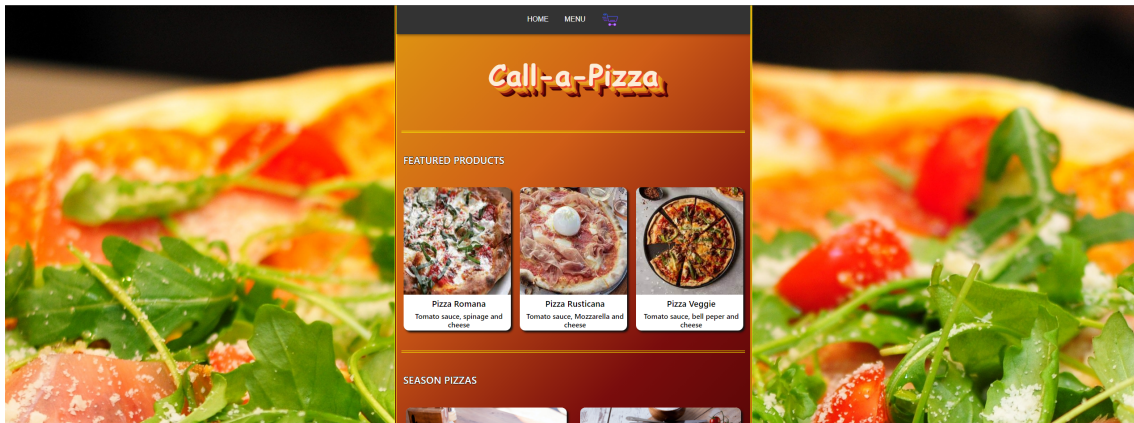 HOME MENU
Call-a-Pizza
FEATURED PRODUCTS
Pizza Romana
Tomato sauce, spinage and
cheese
Pizza Rusticana
Tomato sauce, Mozzarella and
cheese
Pizza Veggie
Tomato sauce, bell peper and
cheese
SEASON PIZZAS